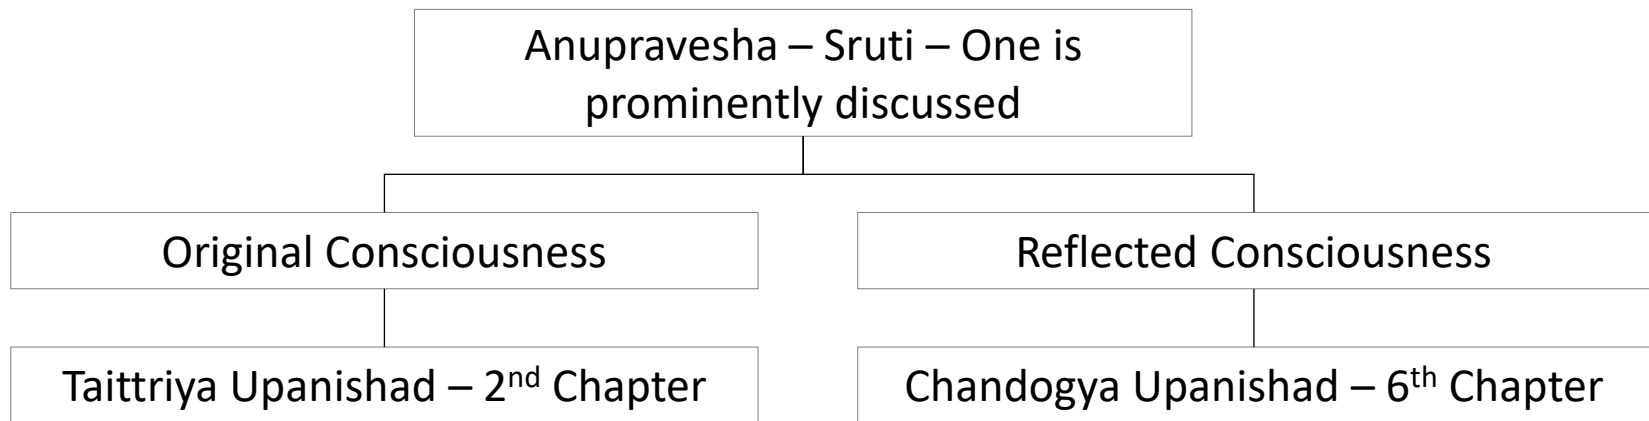 Anupravesha – Sruti – One is
prominently discussed
Original Consciousness
Reflected Consciousness
Taittriya Upanishad – 2nd Chapter
Chandogya Upanishad – 6th Chapter